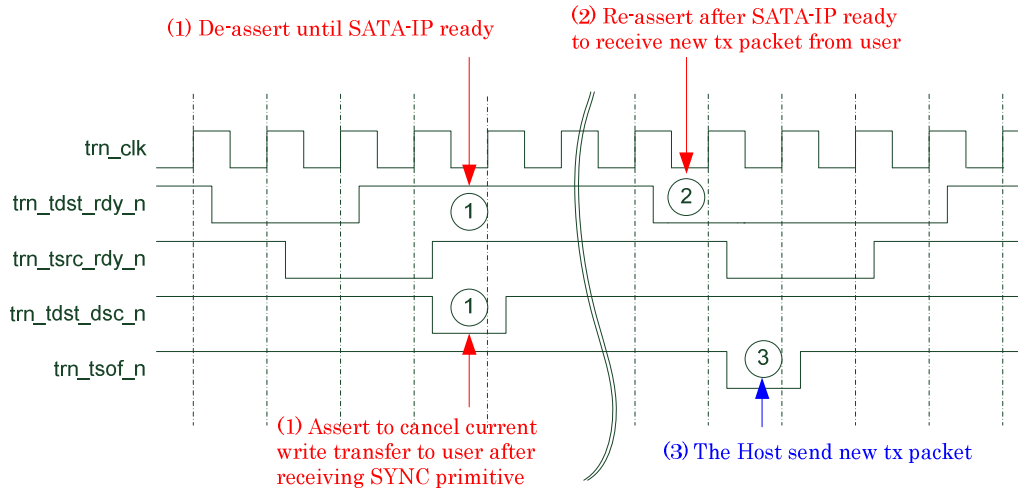 (1) De-assert until SATA-IP ready
(2) Re-assert after SATA-IP ready
to receive new tx packet from user
trn_clk
trn_tdst_rdy_n
1
2
trn_tsrc_rdy_n
trn_tdst_dsc_n
1
trn_tsof_n
3
(1) Assert to cancel current
write transfer to user after
receiving SYNC primitive
(3) The Host send new tx packet